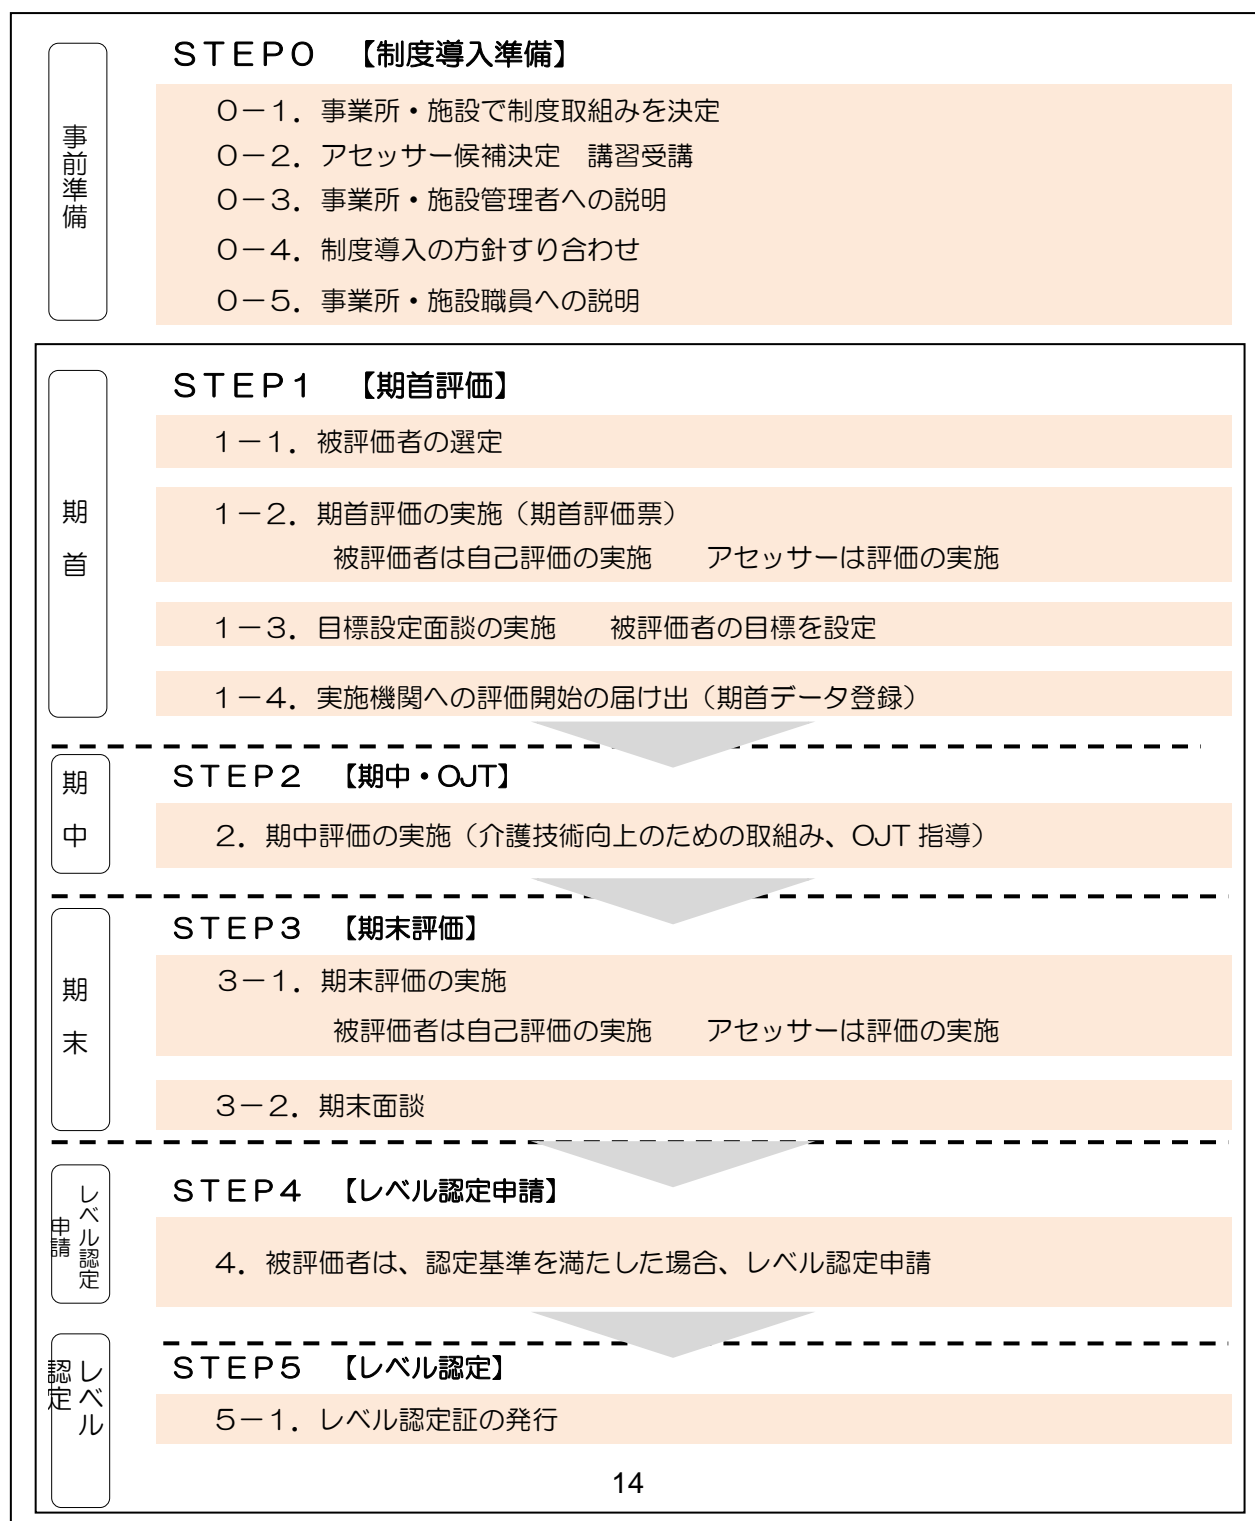 事前準備
ＳＴＥＰ０　【制度導入準備】
０－１．事業所・施設で制度取組みを決定
０－２．アセッサー候補決定　講習受講
０－３．事業所・施設管理者への説明
０－４．制度導入の方針すり合わせ
０－５．事業所・施設職員への説明
期首
ＳＴＥＰ１　【期首評価】
１－１．被評価者の選定
１－２．期首評価の実施（期首評価票）
被評価者は自己評価の実施　　アセッサーは評価の実施
１－３．目標設定面談の実施　　被評価者の目標を設定
１－４．実施機関への評価開始の届け出（期首データ登録）
期中
ＳＴＥＰ２　【期中・OJT】
２．期中評価の実施（介護技術向上のための取組み、OJT 指導）
期末
ＳＴＥＰ３　【期末評価】
３－１．期末評価の実施
被評価者は自己評価の実施　　アセッサーは評価の実施
３－２．期末面談
レベル認定
申請
ＳＴＥＰ４　【レベル認定申請】
４．被評価者は、認定基準を満たした場合、レベル認定申請
レベル
認定
ＳＴＥＰ５　【レベル認定】
５－１．レベル認定証の発行
14